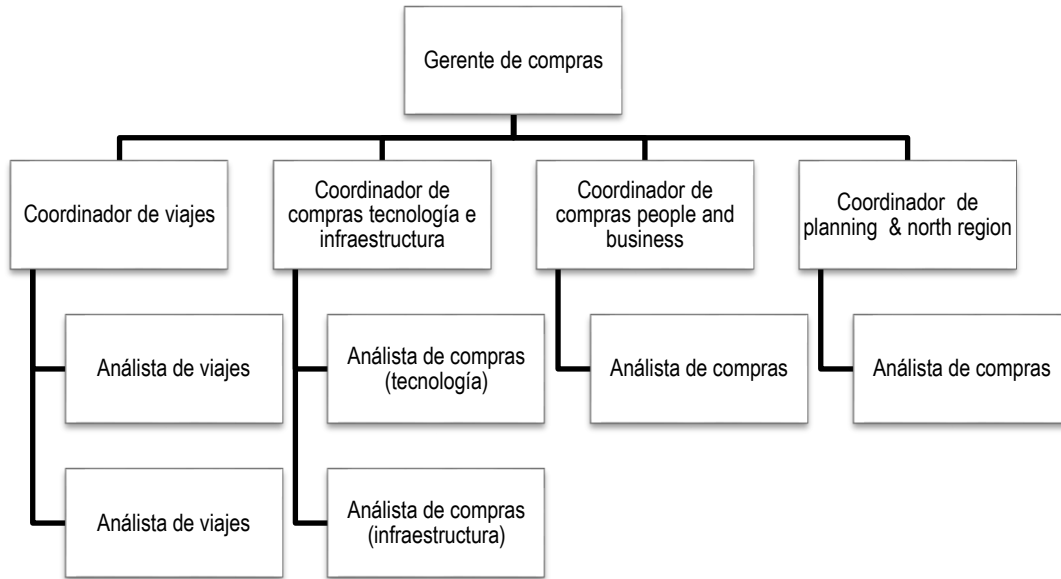 Gerente de compras
Coordinador de viajes
Coordinador de
compras tecnología e
infraestructura
Coordinador de
compras people and
business
Coordinador de
planning & north region
Análista de viajes
Análista de compras
(tecnología)
Análista de compras
Análista de compras
Análista de viajes
Análista de compras
(infraestructura)